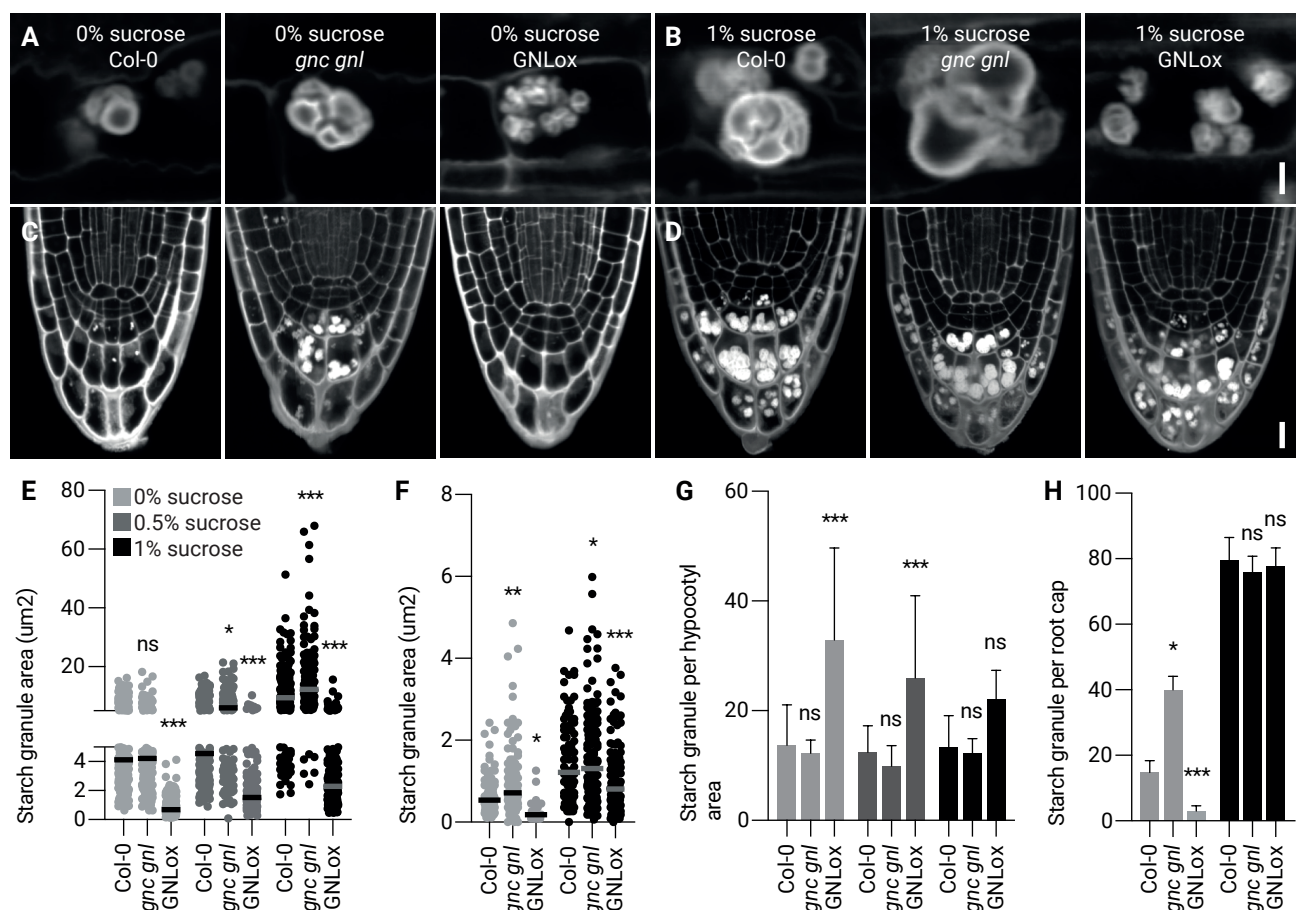 A
0% sucrose
Col-0
0% sucrose
gnc gnl
0% sucrose
GNLox
B
1% sucrose
Col-0
1% sucrose
gnc gnl
1% sucrose
GNLox
C
D
E
Starch granule area (um2)
80
60
40
20
4
2
0
0% sucrose
0.5% sucrose
1% sucrose
ns
***
*
***
***
***
Col-0
gnc gnl
GNLox
Col-0
gnc gnl
GNLox
Col-0
gnc gnl
GNLox
F
Starch granule area (um2)
8
6
4
2
0
**
*
*
***
Col-0
gnc gnl
GNLox
Col-0
gnc gnl
GNLox
G
Starch granule per hypocotyl
area
60
40
20
0
ns
***
ns
***
ns
ns
Col-0
gnc gnl
GNLox
Col-0
gnc gnl
GNLox
Col-0
gnc gnl
GNLox
H
Starch granule per root cap
100
80
60
40
20
0
*
***
ns
ns
Col-0
gnc gnl
GNLox
Col-0
gnc gnl
GNLox